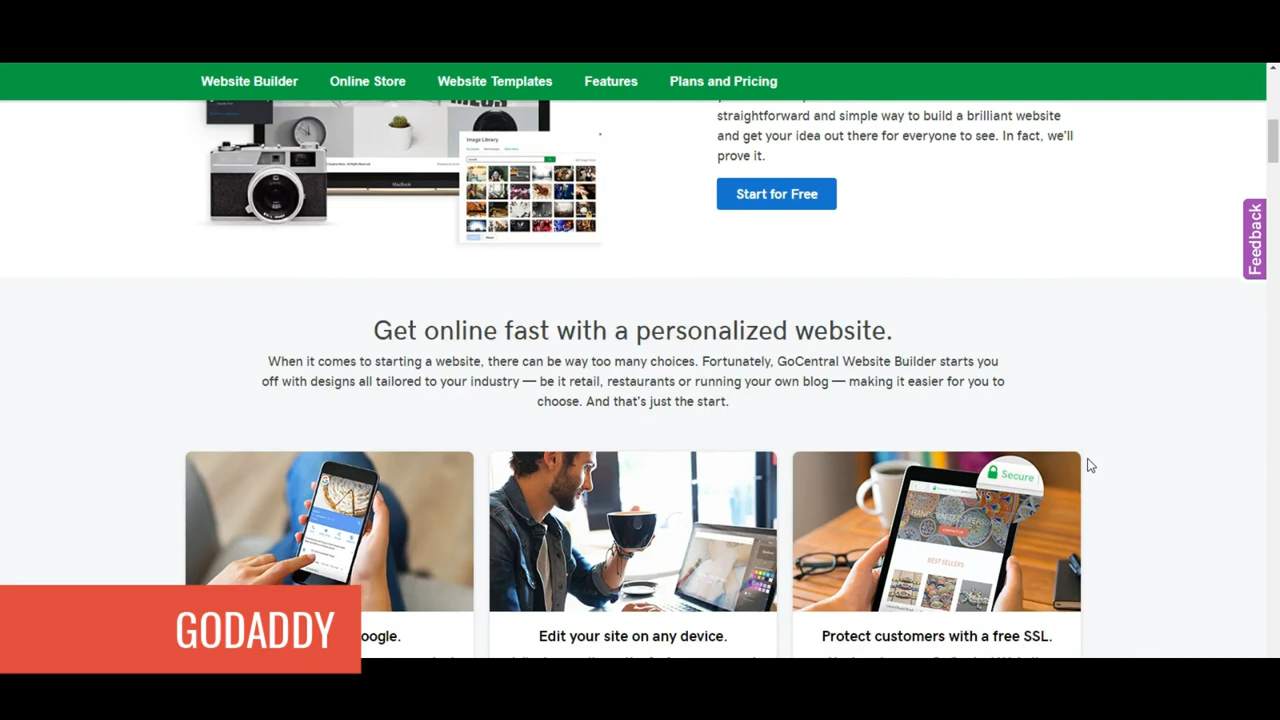 Website Builder Online Store Website Templates Features Plans and Pricing
straightforward and simple way to build a brilliant website
and get your idea out there for everyone to see. In fact, we'll
prove it.
Image Library
MacBook
Start for Free
Feedback
Get online fast with a personalized website.
When it comes to starting a website, there can be way too many choices. Fortunately, GoCentral Website Builder starts you
off with designs all tailored to your industry — be it retail, restaurants or running your own blog — making it easier for you to
choose. And that's just the start.
Secure
BEST SELLERS
GODADDY
oogle.
Edit your site on any device.
Protect customers with a free SSL.